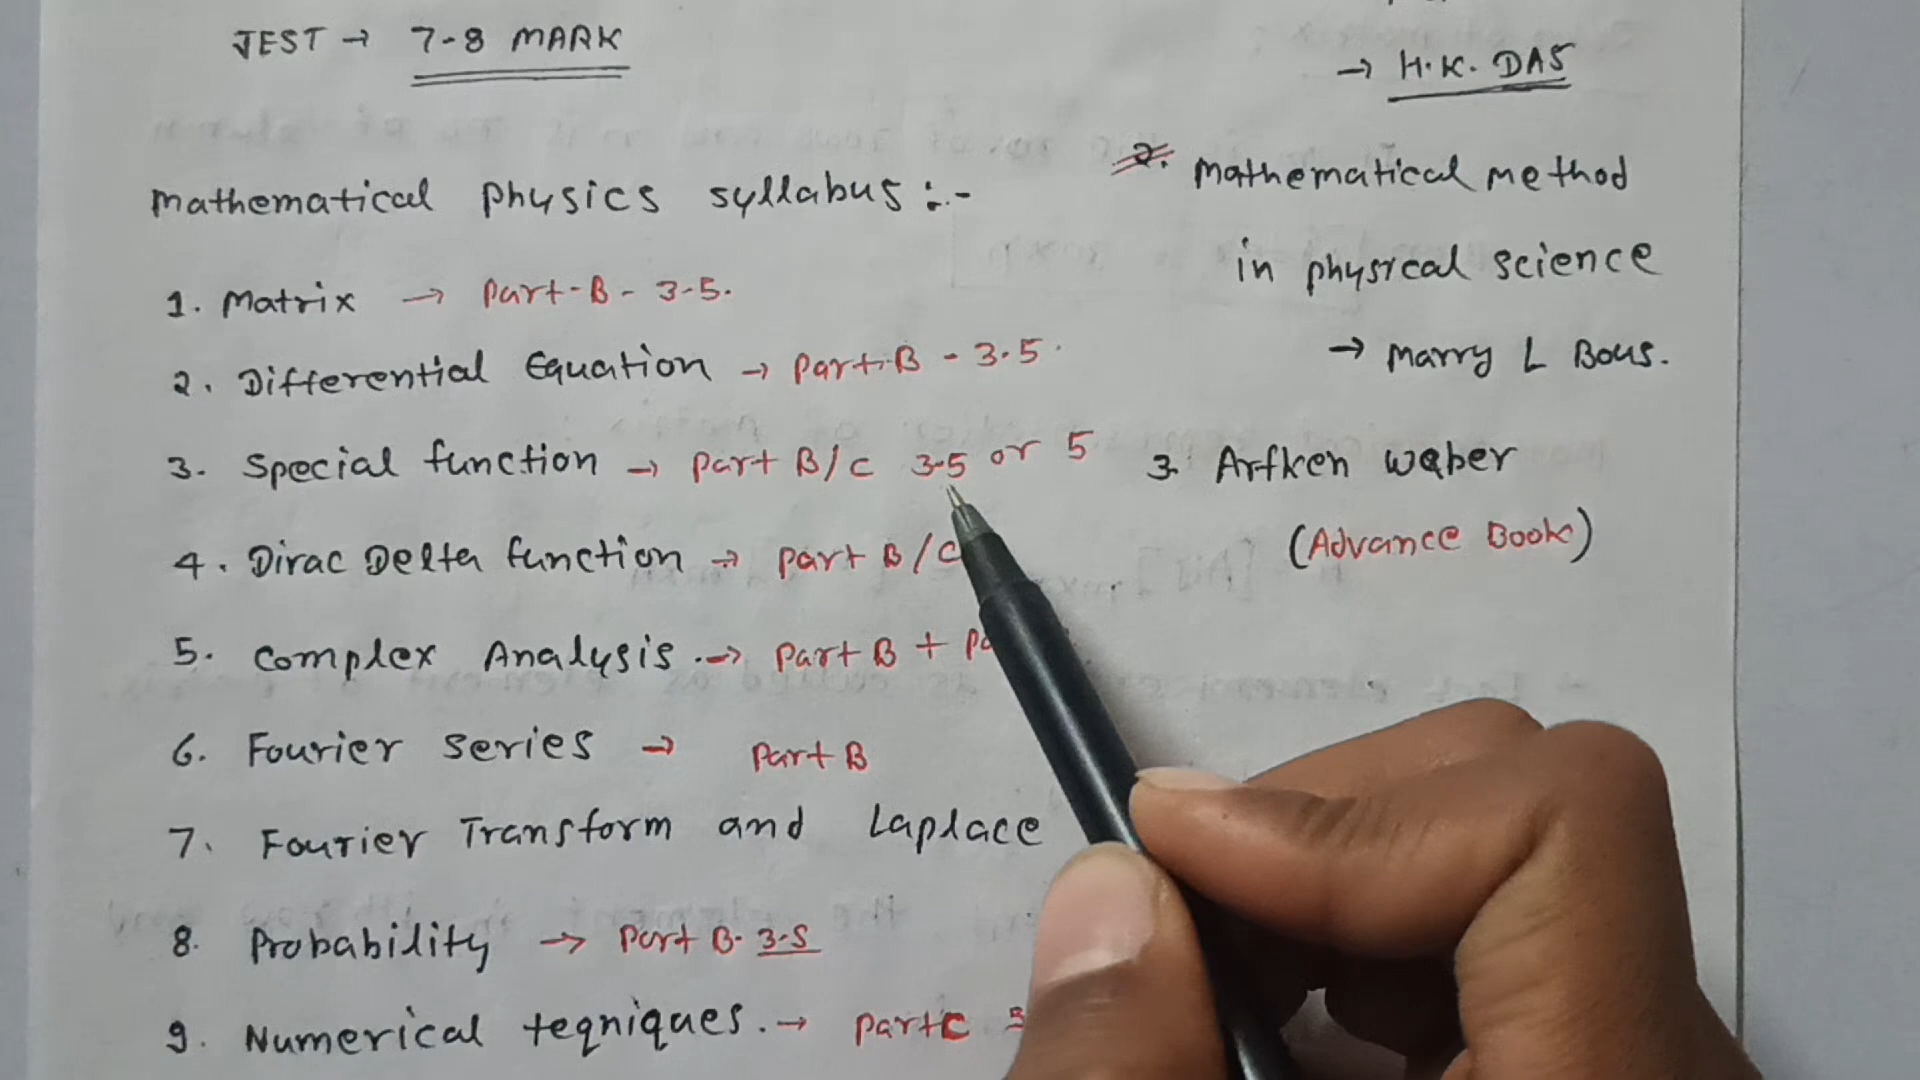 JEST → 7-8 MARK
Mathematical physics syllabus :-
1. Matrix → Part-B - 3.5.
2. Differential Equation → Part-B - 3.5.
3. Special function → Part B/C 3.5 or 5
4. Dirac Delta function → Part B/C
5. Complex Analysis. → Part B +
6. Fourier series → Part B
7. Fourier Transform and Laplace
8. Probability → Part B- 3.5
9. Numerical teqniques. → Part C
→ H.K. DAS
2. Mathematical method
in physical science
→ Marry L Bous.
3. Arfken Weber
(Advance Book)